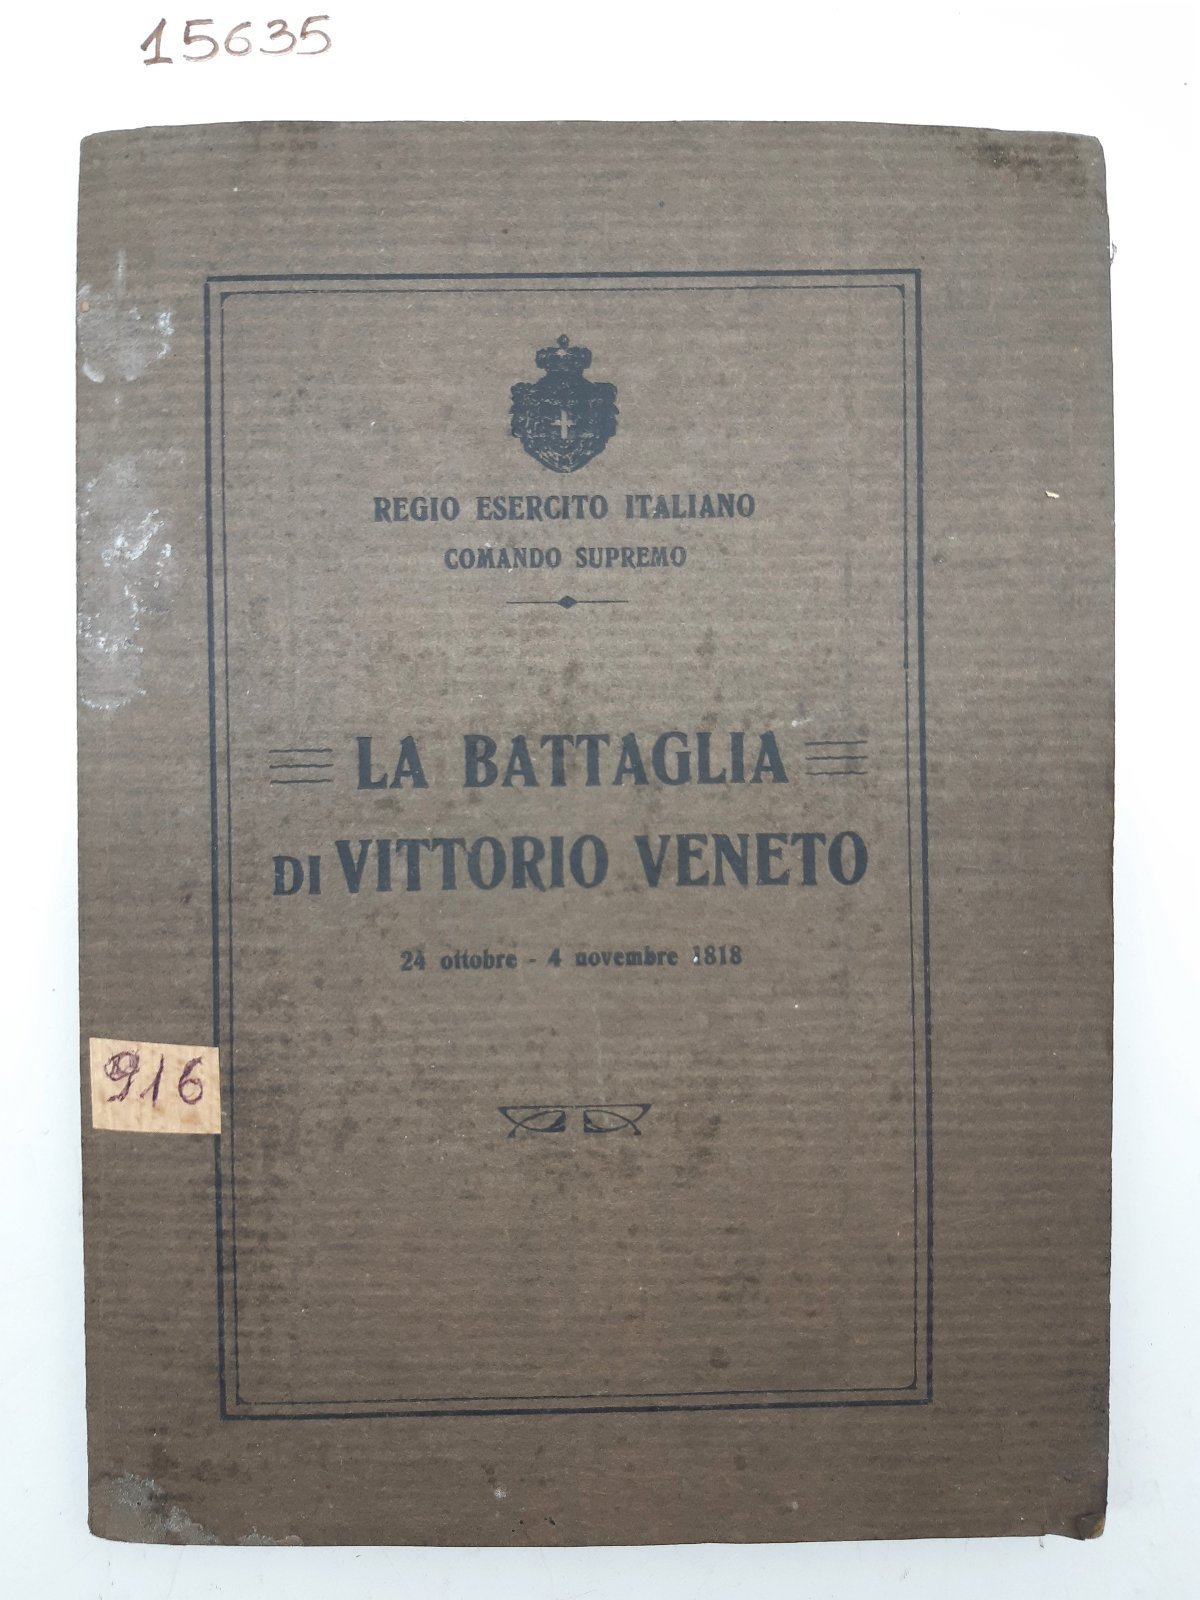 15635
REGIO ESERCITO ITALIANO
COMANDO SUPREMO
LA BATTAGLIA
DI VITTORIO VENETO
24 ottobre - 4 novembre 1818
916